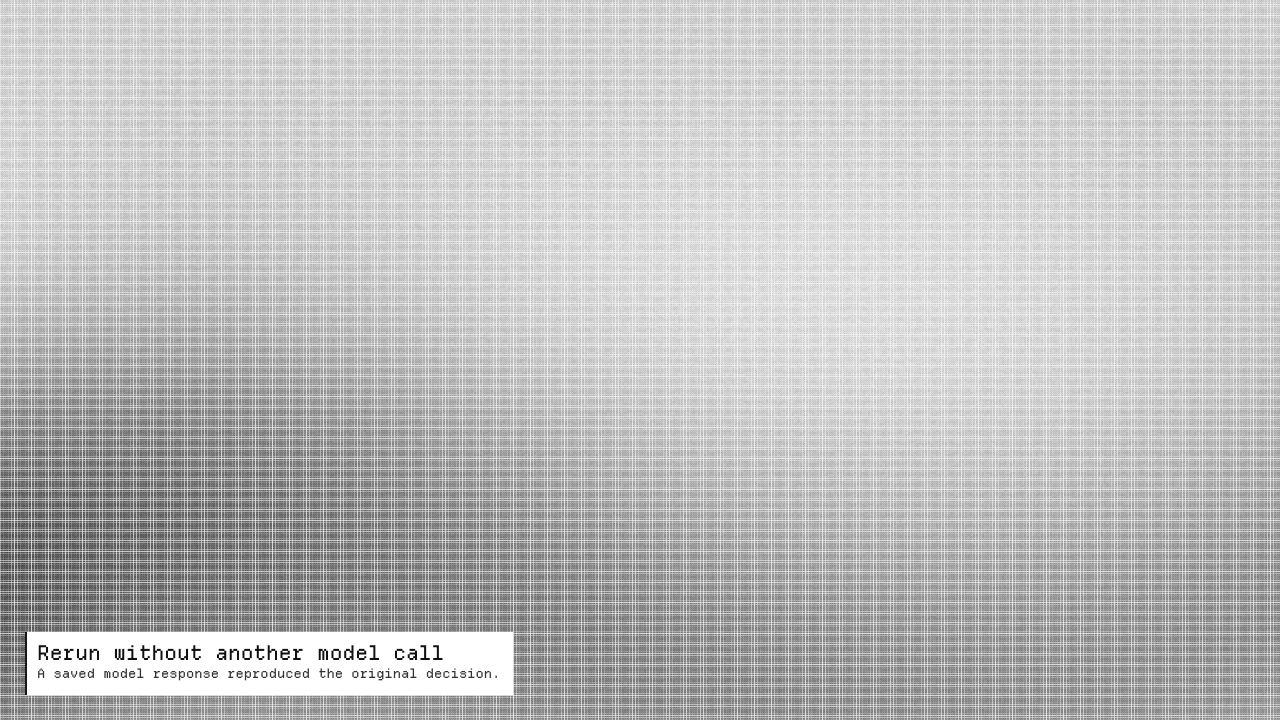 Rerun without another model call
A saved model response reproduced the original decision.